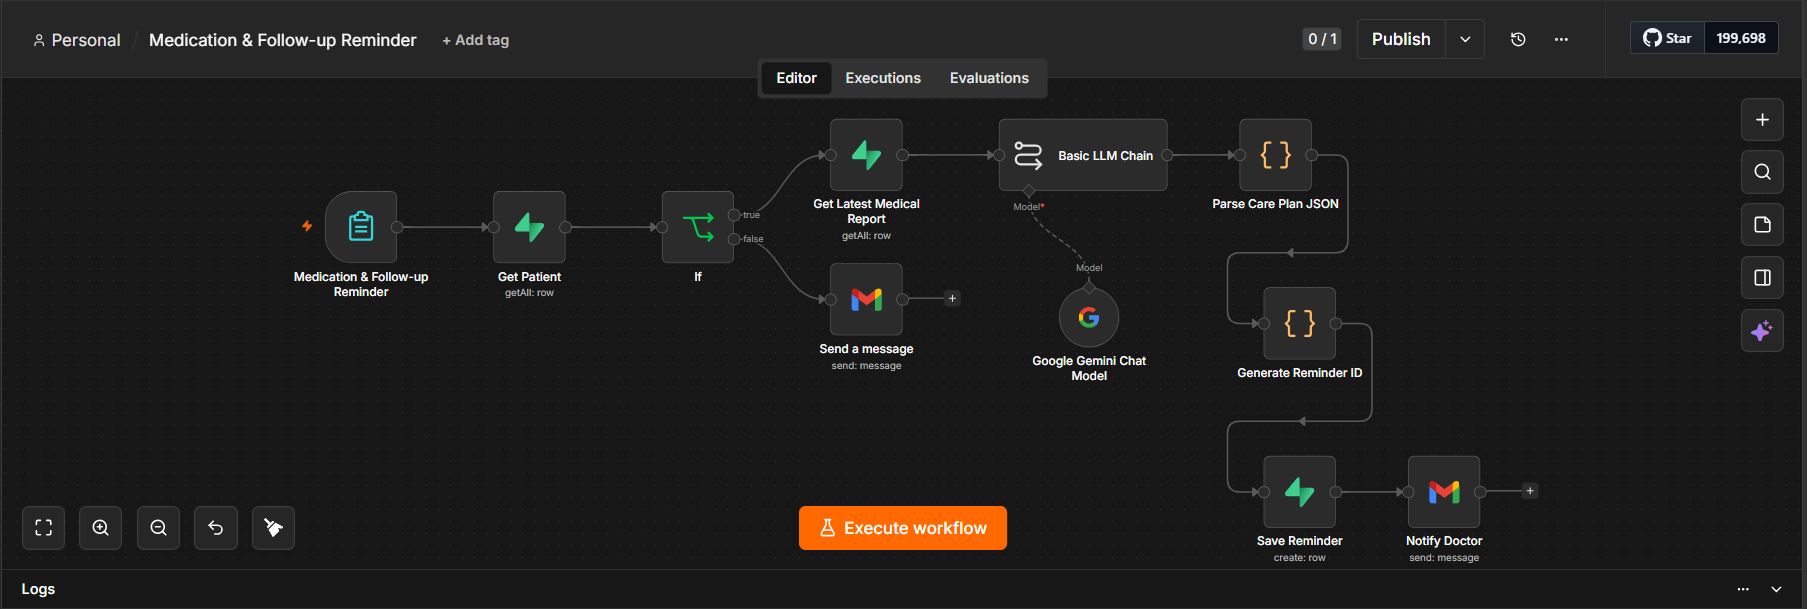 Personal / Medication & Follow-up Reminder + Add tag
0 / 1 Publish
Star 199,698
Editor Executions Evaluations
Medication & Follow-up
Reminder
Get Patient
getAll: row
If
true
false
Get Latest Medical
Report
getAll: row
Send a message
send: message
Basic LLM Chain
Model*
Model
Google Gemini Chat
Model
Parse Care Plan JSON
Generate Reminder ID
Save Reminder
create: row
Notify Doctor
send: message
Execute workflow
Logs